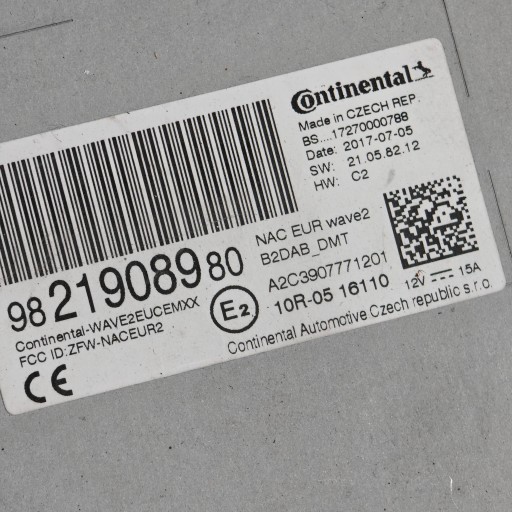 Continental
Made in CZECH REP.
BS....17270000788
Date: 2017-07-05
SW: 21.05.82.12
HW: C2
NAC EUR wave2
B2DAB_DMT
98 219089 80
A2C3907771201
12V 15A
Continental-WAVE2EUCEMXX
FCC ID:ZFW-NACEUR2
E2
10R-05 16110
Continental Automotive Czech republic s.r.o.
CE